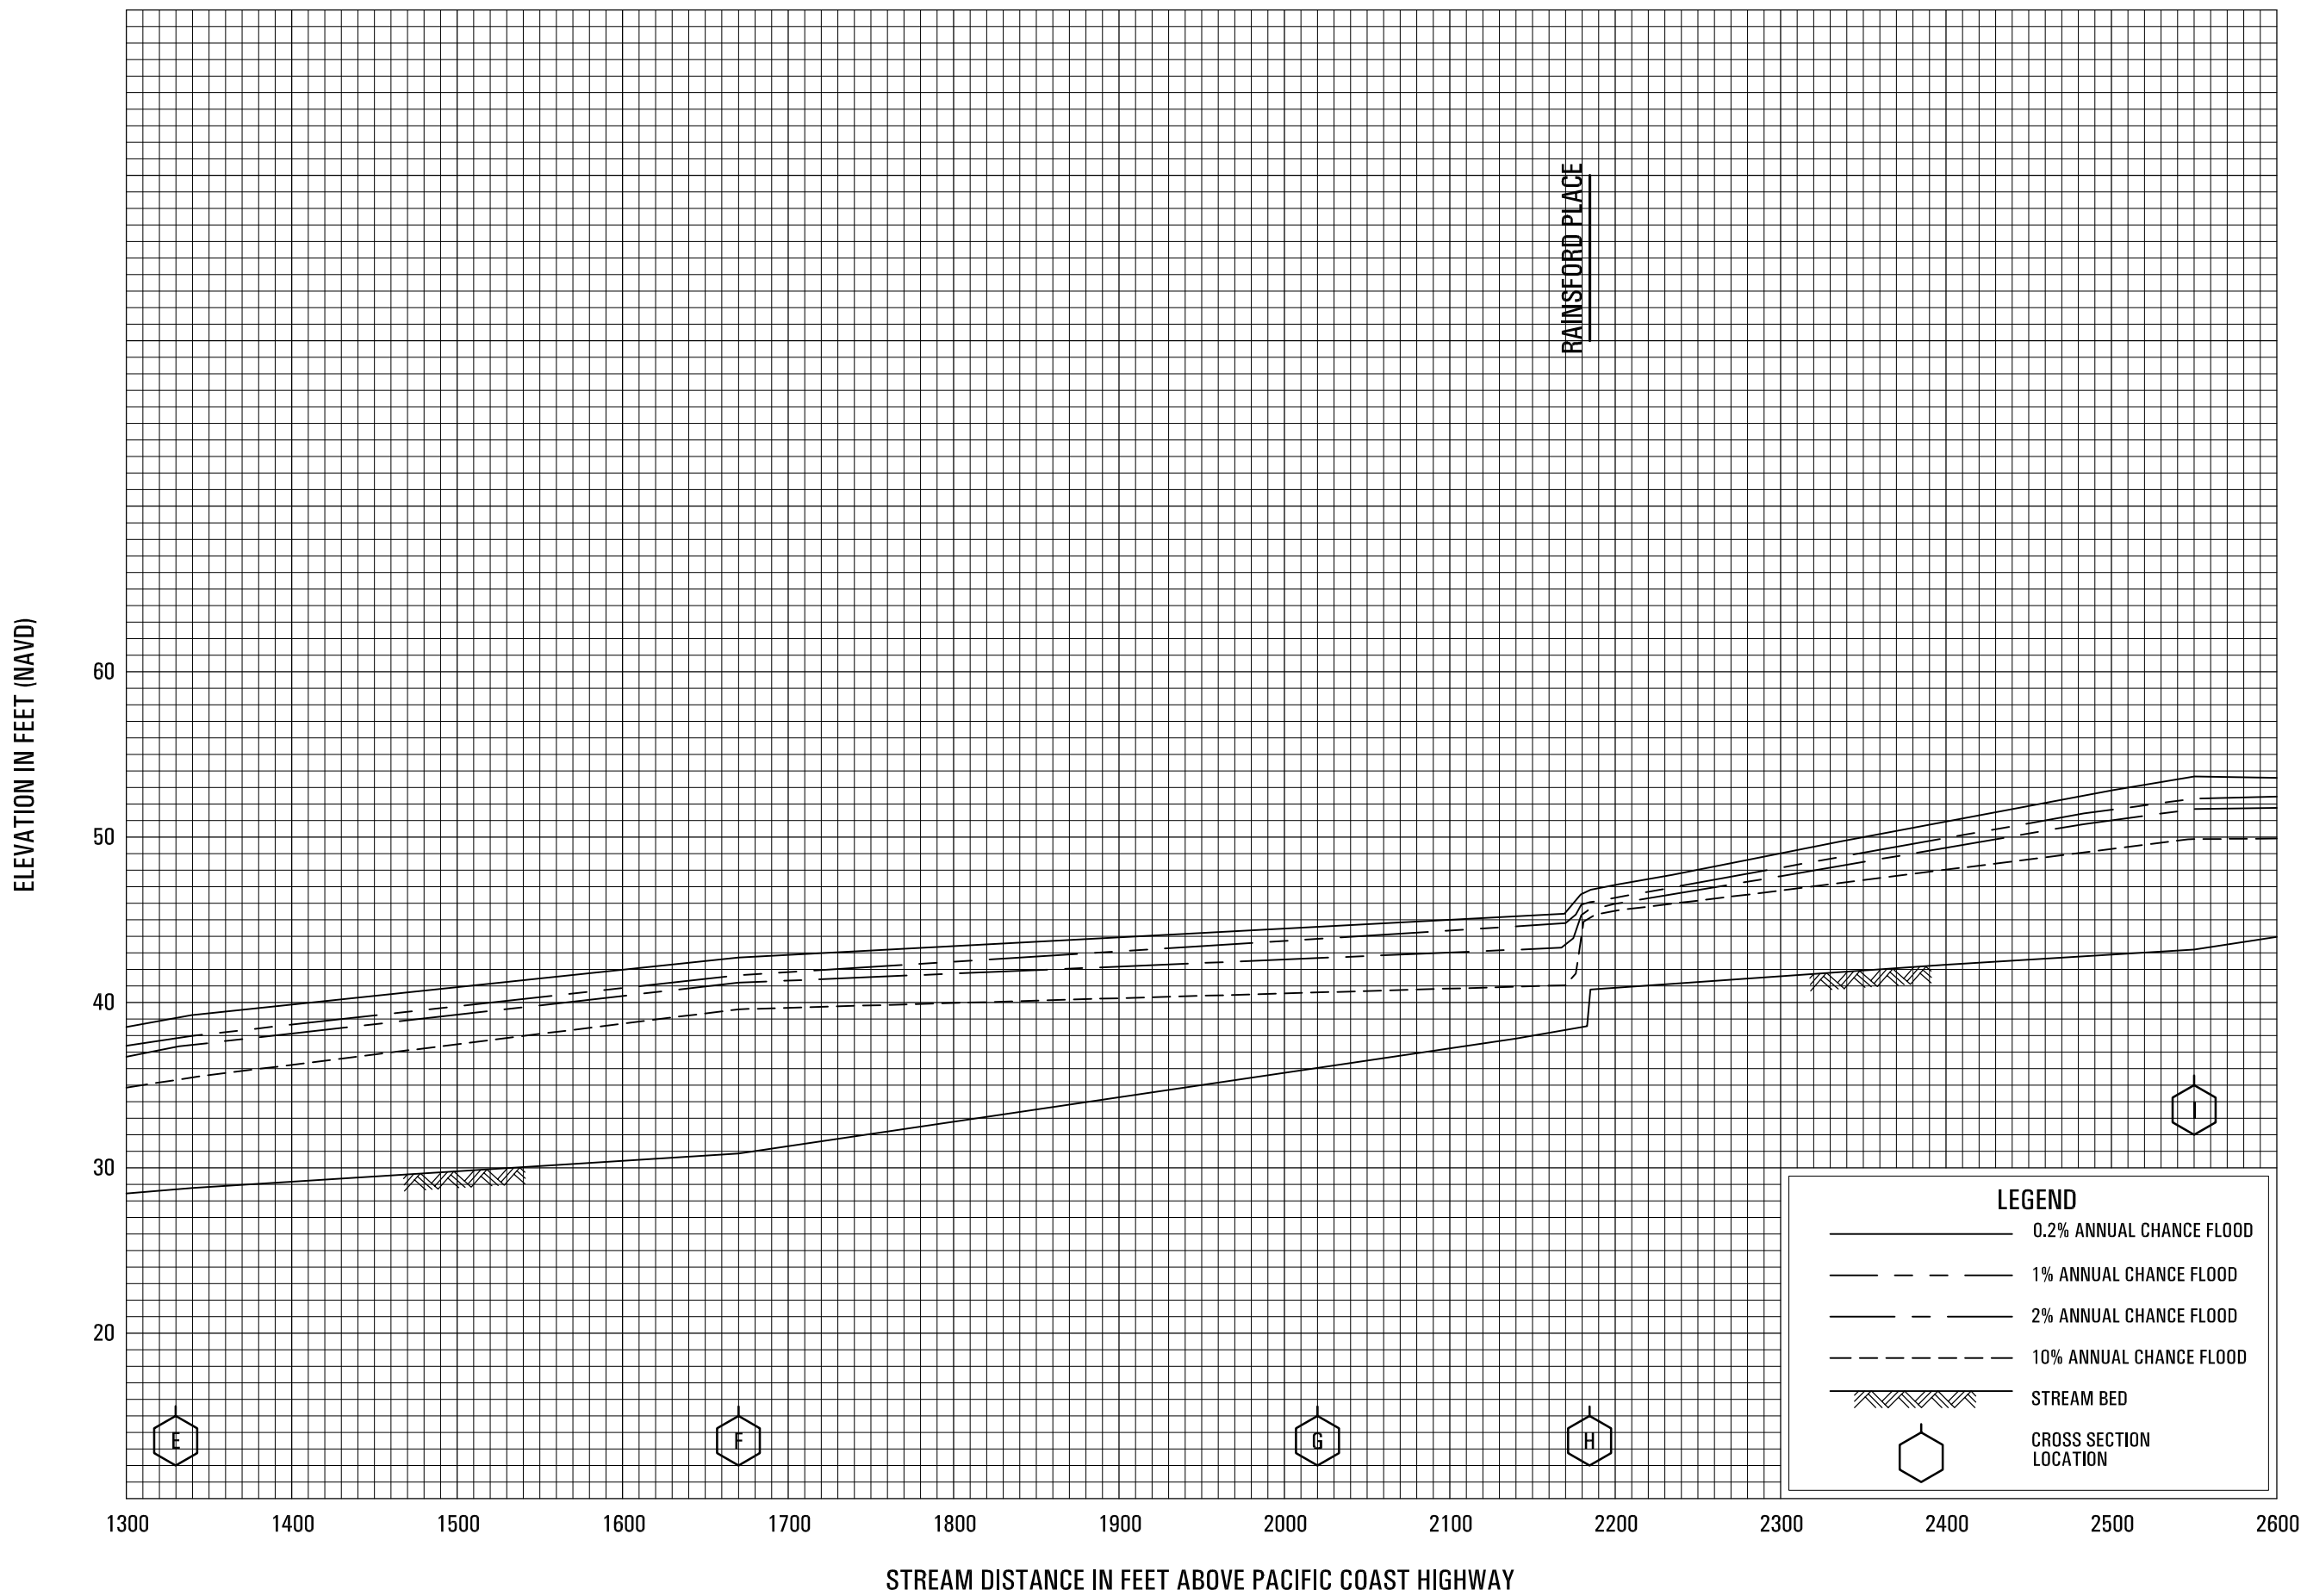 RAINSFORD PLACE
ELEVATION IN FEET (NAVD)
60
50
40
30
20
E
F
G
H
I
LEGEND
0.2% ANNUAL CHANCE FLOOD
1% ANNUAL CHANCE FLOOD
2% ANNUAL CHANCE FLOOD
10% ANNUAL CHANCE FLOOD
STREAM BED
CROSS SECTION
LOCATION
1300 1400 1500 1600 1700 1800 1900 2000 2100 2200 2300 2400 2500 2600
STREAM DISTANCE IN FEET ABOVE PACIFIC COAST HIGHWAY